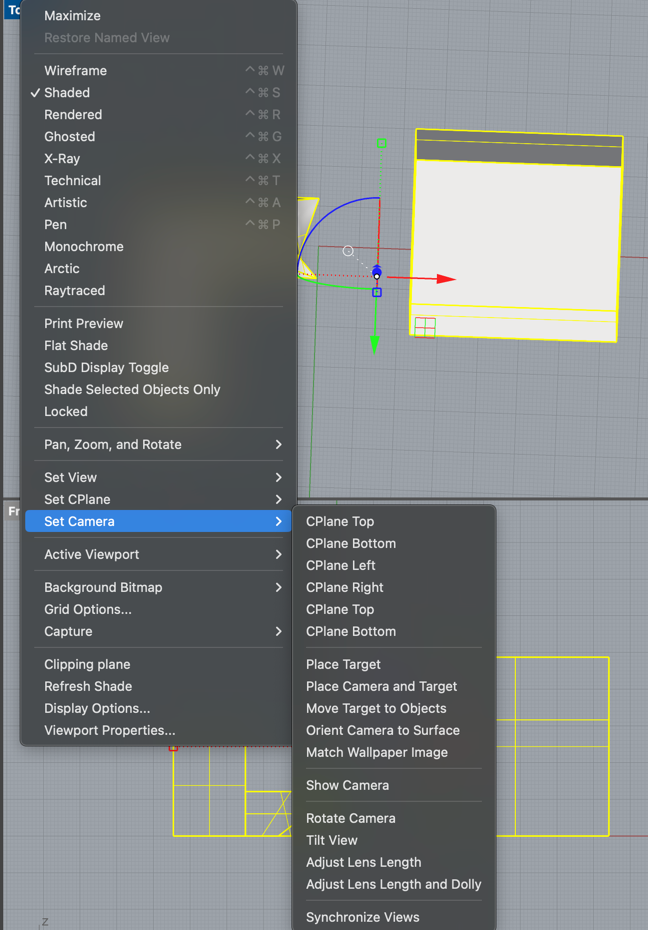 Maximize
Restore Named View
Wireframe ^⌘W
✓ Shaded ^⌘S
Rendered ^⌘R
Ghosted ^⌘G
X-Ray ^⌘X
Technical ^⌘T
Artistic ^⌘A
Pen ^⌘P
Monochrome
Arctic
Raytraced
Print Preview
Flat Shade
SubD Display Toggle
Shade Selected Objects Only
Locked
Pan, Zoom, and Rotate
Set View
Set CPlane
Set Camera
Active Viewport
Background Bitmap
Grid Options...
Capture
Clipping plane
Refresh Shade
Display Options...
Viewport Properties...
CPlane Top
CPlane Bottom
CPlane Left
CPlane Right
CPlane Top
CPlane Bottom
Place Target
Place Camera and Target
Move Target to Objects
Orient Camera to Surface
Match Wallpaper Image
Show Camera
Rotate Camera
Tilt View
Adjust Lens Length
Adjust Lens Length and Dolly
Synchronize Views
Z